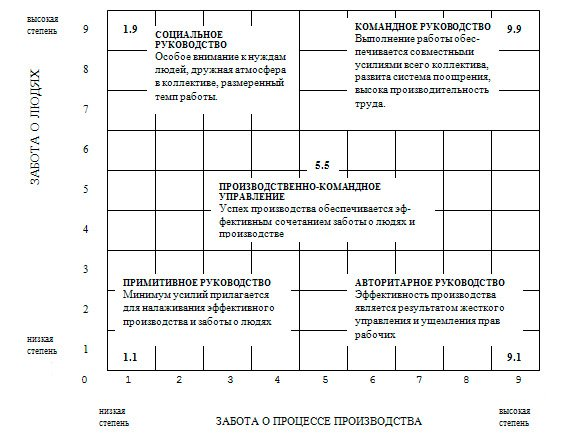 высокая
степень
9
1.9
СОЦИАЛЬНОЕ
РУКОВОДСТВО
Особое внимание к нуждам
людей, дружная атмосфера
в коллективе, размеренный
темп работы.
КОМАНДНОЕ РУКОВОДСТВО
9.9
Выполнение работы обес-
печивается совместными
усилиями всего коллектива,
развита система поощрения,
высока производительность
труда.
ЗАБОТА О ЛЮДЯХ
8
7
6
5.5
5
ПРОИЗВОДСТВЕННО-КОМАНДНОЕ
УПРАВЛЕНИЕ
Успех производства обеспечивается эф-
фективным сочетанием заботы о людях и
производстве
4
3
ПРИМИТИВНОЕ РУКОВОДСТВО
Минимум усилий прилагается
для налаживания эффективного
производства и заботы о людях
АВТОРИТАРНОЕ РУКОВОДСТВО
Эффективность производства
является результатом жесткого
управления и ущемления прав
рабочих
2
низкая
степень
1
1.1
9.1
0 1 2 3 4 5 6 7 8 9
низкая
степень
ЗАБОТА О ПРОЦЕССЕ ПРОИЗВОДСТВА
высокая
степень